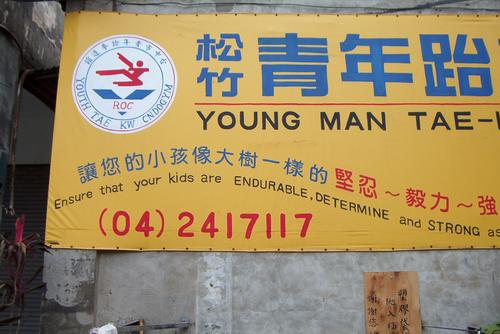 松竹 青年跆
YOUNG MAN TAE-
ROC
YOUTH TAE KW CNDOGYM
讓您的小孩像大樹一樣的堅忍～毅力～強
Ensure that your kids are ENDURABLE,DETERMINE and STRONG as
(04)2417117